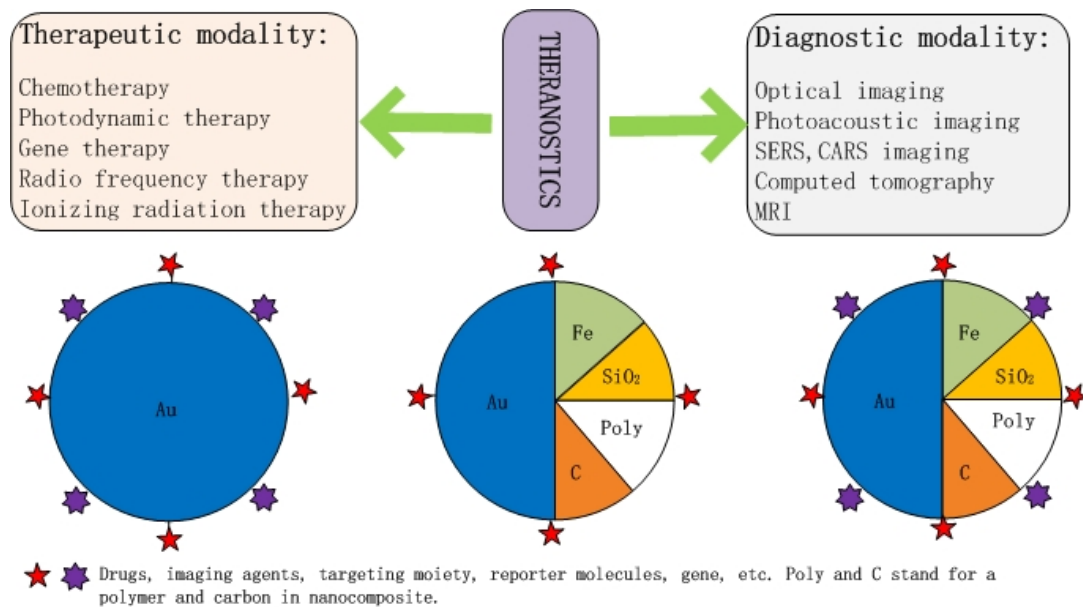 Therapeutic modality:
Chemotherapy
Photodynamic therapy
Gene therapy
Radio frequency therapy
Ionizing radiation therapy
THERANOSTICS
Diagnostic modality:
Optical imaging
Photoacoustic imaging
SERS,CARS imaging
Computed tomography
MRI
Au
Au
Fe
SiO₂
Poly
C
Au
Fe
SiO₂
Poly
C
Drugs, imaging agents, targeting moiety, reporter molecules, gene, etc. Poly and C stand for a
polymer and carbon in nanocomposite.